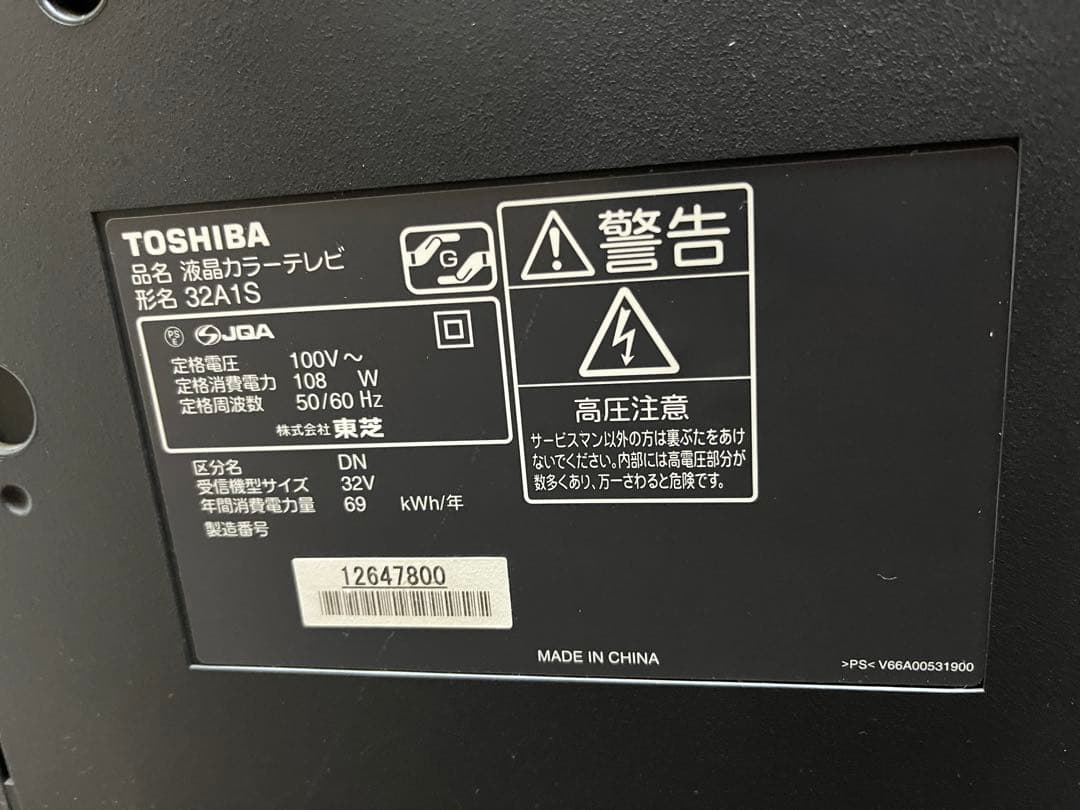 TOSHIBA
品名 液晶カラーテレビ
形名 32A1S
G
PS
E
JQA
定格電圧 100V～
定格消費電力 108 W
定格周波数 50/60 Hz
株式会社 東芝
区分名 DN
受信機型サイズ 32V
年間消費電力量 69 kWh/年
製造番号
12647800
警告
高圧注意
サービスマン以外の方は裏ぶたをあけ
ないでください。内部には高電圧部分が
数多くあり、万一さわると危険です。
MADE IN CHINA
>PS< V66A00531900